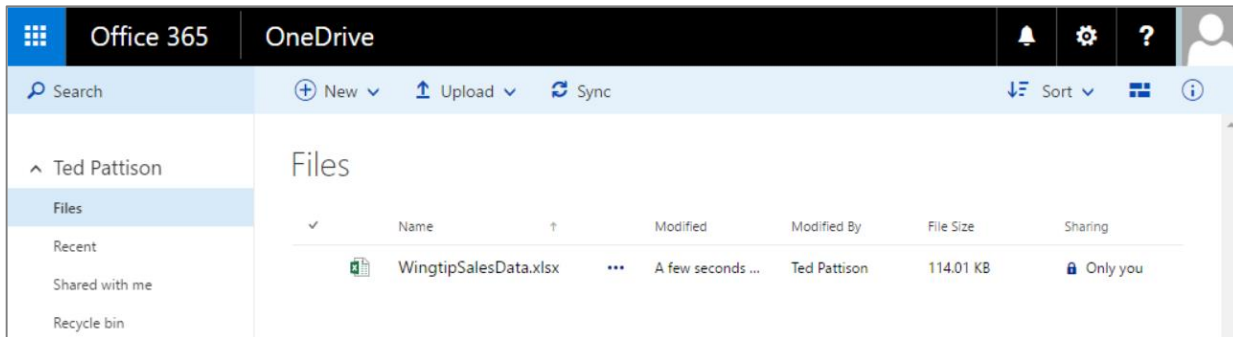 Office 365 OneDrive ?
Search New Upload Sync Sort
Ted Pattison
Files
Recent
Shared with me
Recycle bin
Files
Name Modified Modified By File Size Sharing
WingtipSalesData.xlsx ... A few seconds ... Ted Pattison 114.01 KB Only you